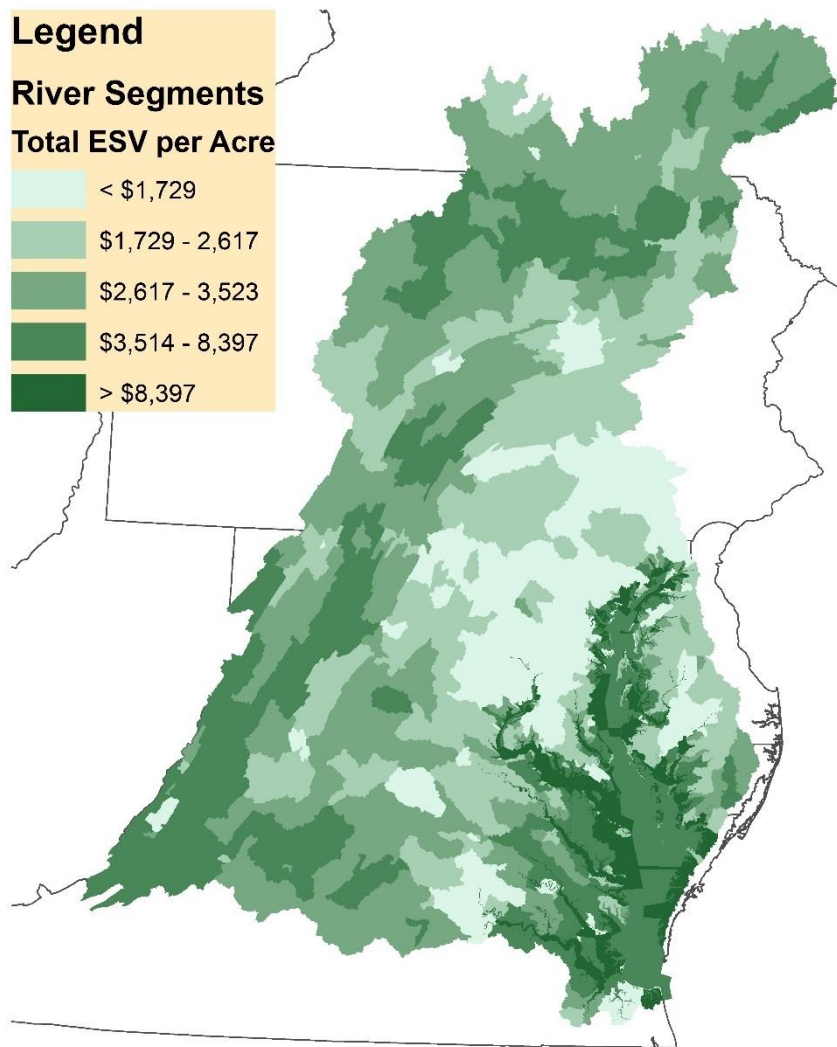 Legend
River Segments
Total ESV per Acre
< $1,729
$1,729 - 2,617
$2,617 - 3,523
$3,514 - 8,397
> $8,397